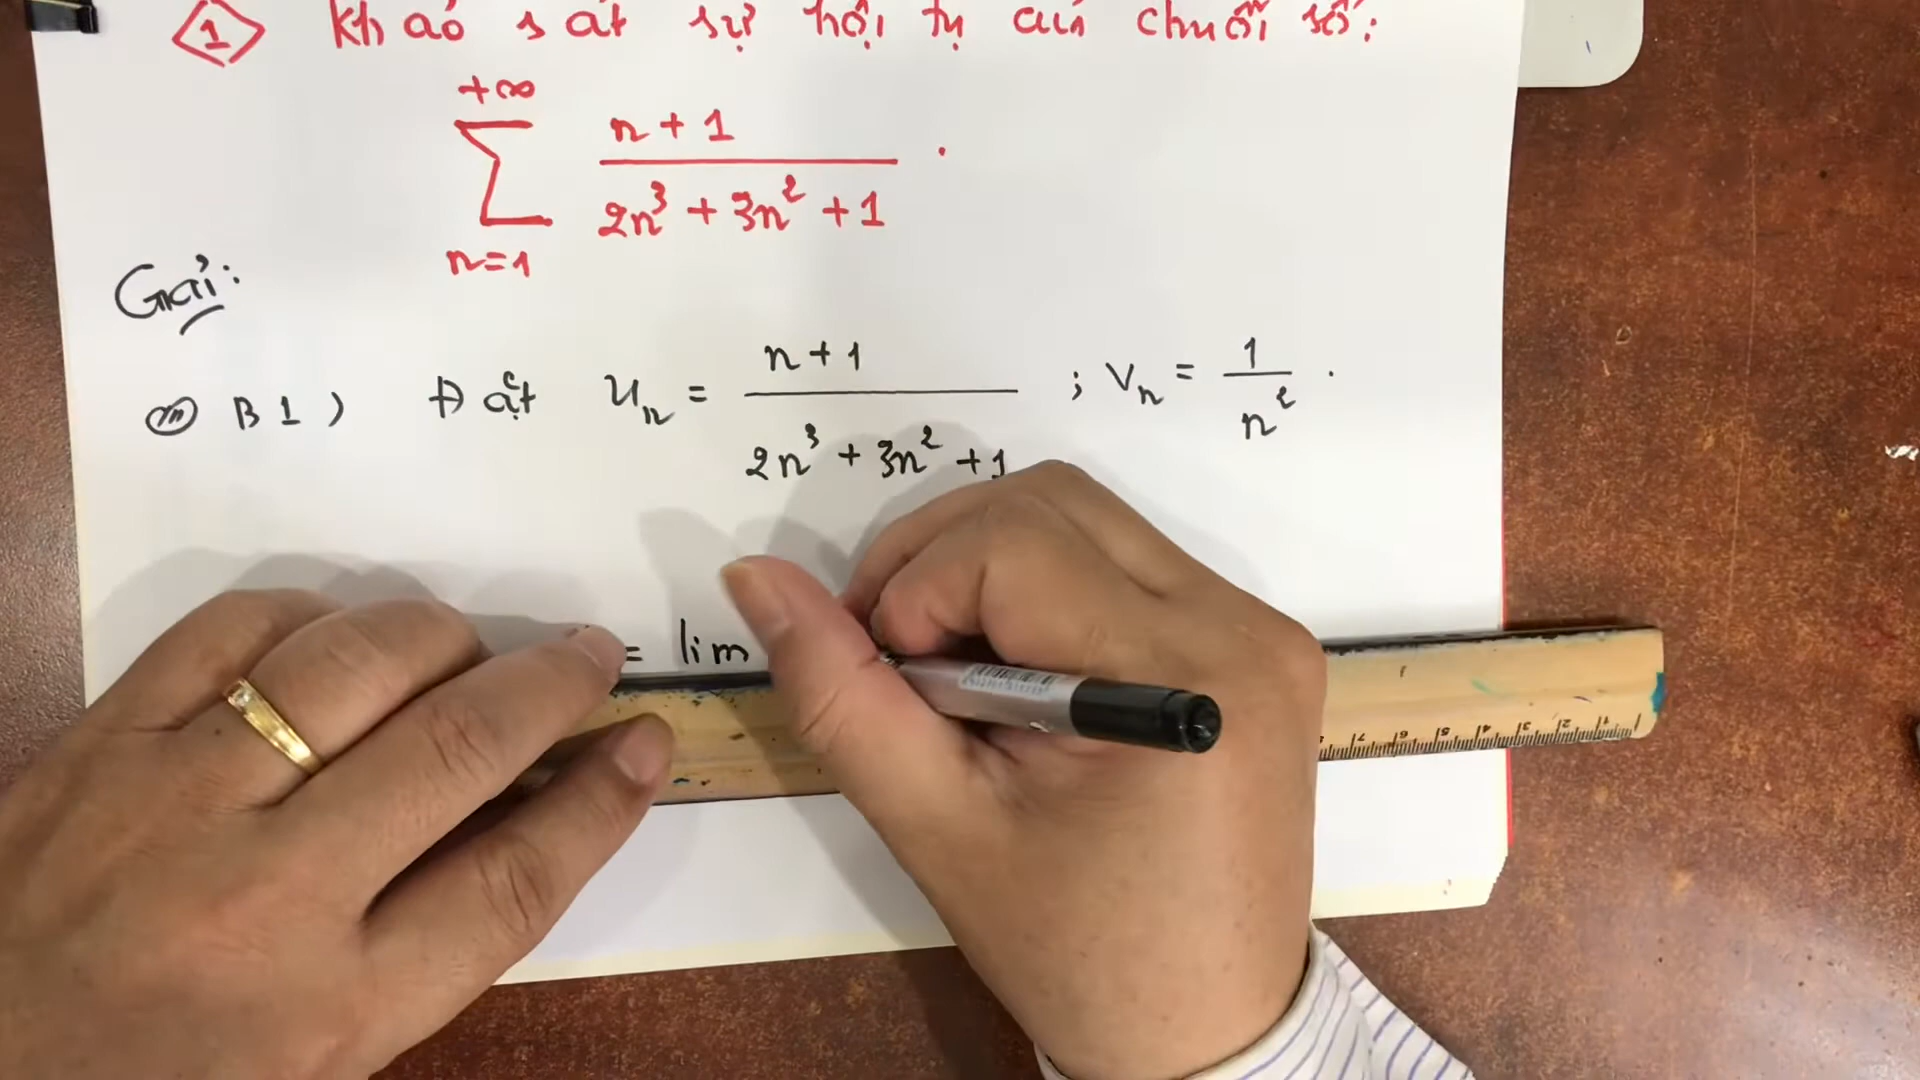 1 Khảo sát sự hội tụ của chuỗi số:
+∞
∑ n + 1 / 2n³ + 3n² + 1 .
n=1
Giải:
B1) Đặt uₙ = n+1 / 2n³ + 3n² + 1 ; vₙ = 1 / n² .
= lim